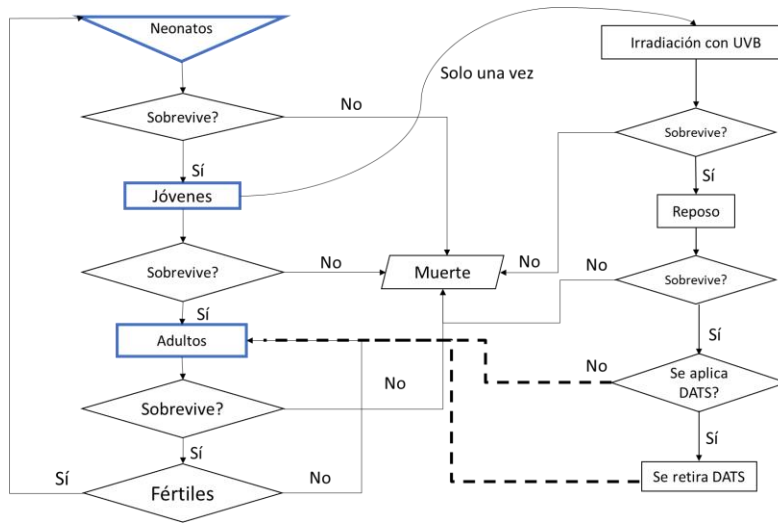 Neonatos
Irradiación con UVB
Solo una vez
No
Sobrevive?
Sobrevive?
Sí
Sí
Jóvenes
Reposo
Sobrevive?
No
Muerte
No
No
Sobrevive?
Sí
Sí
Adultos
No
Se aplica
DATS?
No
Sobrevive?
Sí
Sí
Sí
Fértiles
No
Se retira DATS